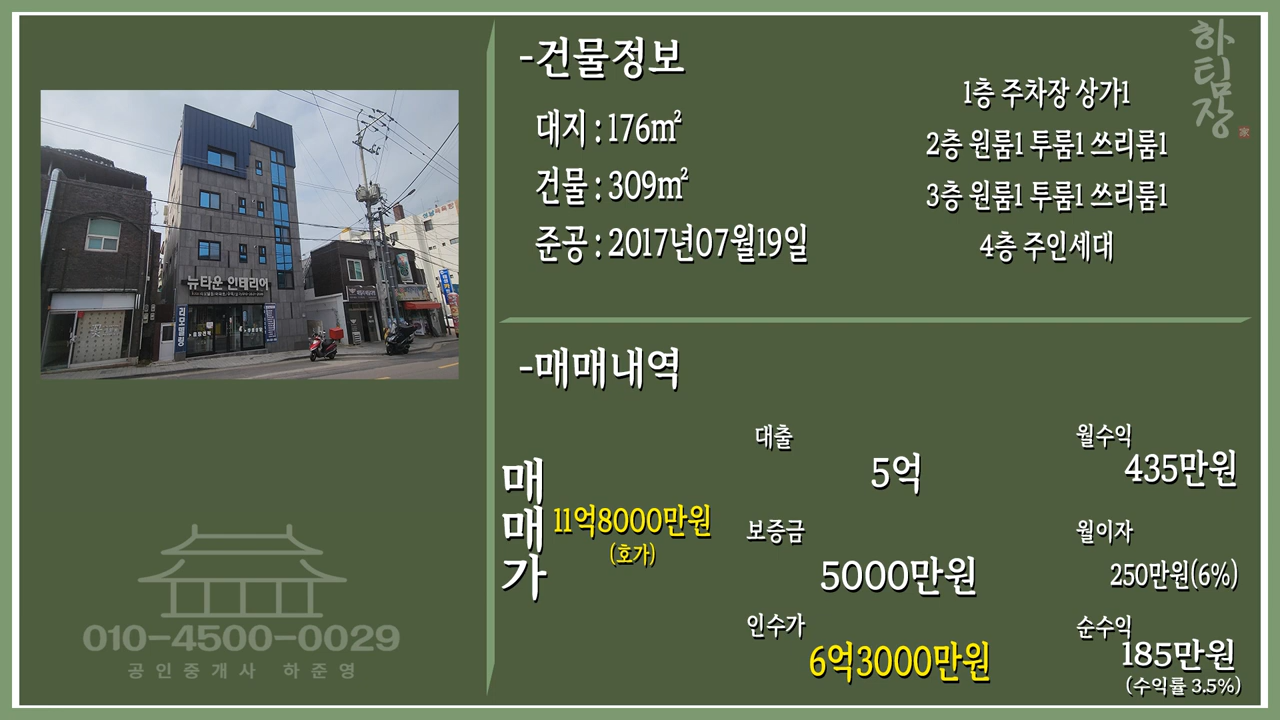 -건물정보
대지 : 176㎡
건물 : 309㎡
준공 : 2017년07월19일
1층 주차장 상가1
2층 원룸1 투룸1 쓰리룸1
3층 원룸1 투룸1 쓰리룸1
4층 주인세대
하팀장
家
뉴타운 인테리어
리모델링
-매매내역
매매가
11억8000만원
(호가)
대출
5억
보증금
5000만원
인수가
6억3000만원
월수익
435만원
월이자
250만원(6%)
순수익
185만원
(수익률 3.5%)
010-4500-0029
공인중개사 하준영